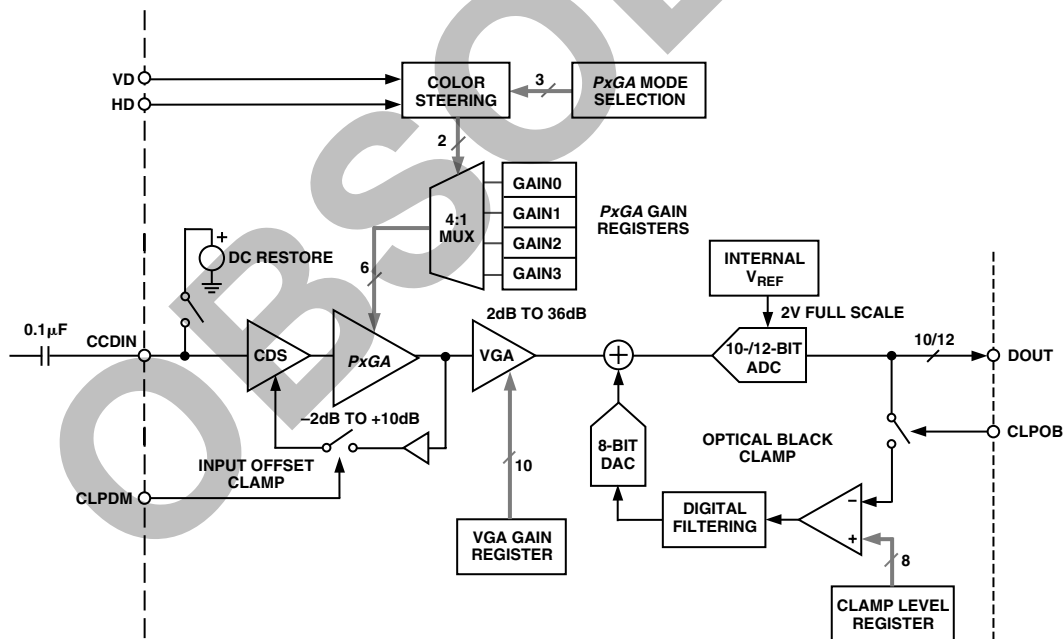 OBSOLE
VD
HD
COLOR
STEERING
3
PxGA MODE
SELECTION
2
4:1
MUX
GAIN0
GAIN1
GAIN2
GAIN3
PxGA GAIN
REGISTERS
+
DC RESTORE
6
INTERNAL
VREF
0.1µF
CCDIN
CDS
PxGA
2dB TO 36dB
VGA
+
2V FULL SCALE
10-/12-BIT
ADC
10/12
DOUT
–2dB TO +10dB
INPUT OFFSET
CLAMP
CLPDM
10
VGA GAIN
REGISTER
8-BIT
DAC
OPTICAL BLACK
CLAMP
CLPOB
DIGITAL
FILTERING
–
+
8
CLAMP LEVEL
REGISTER